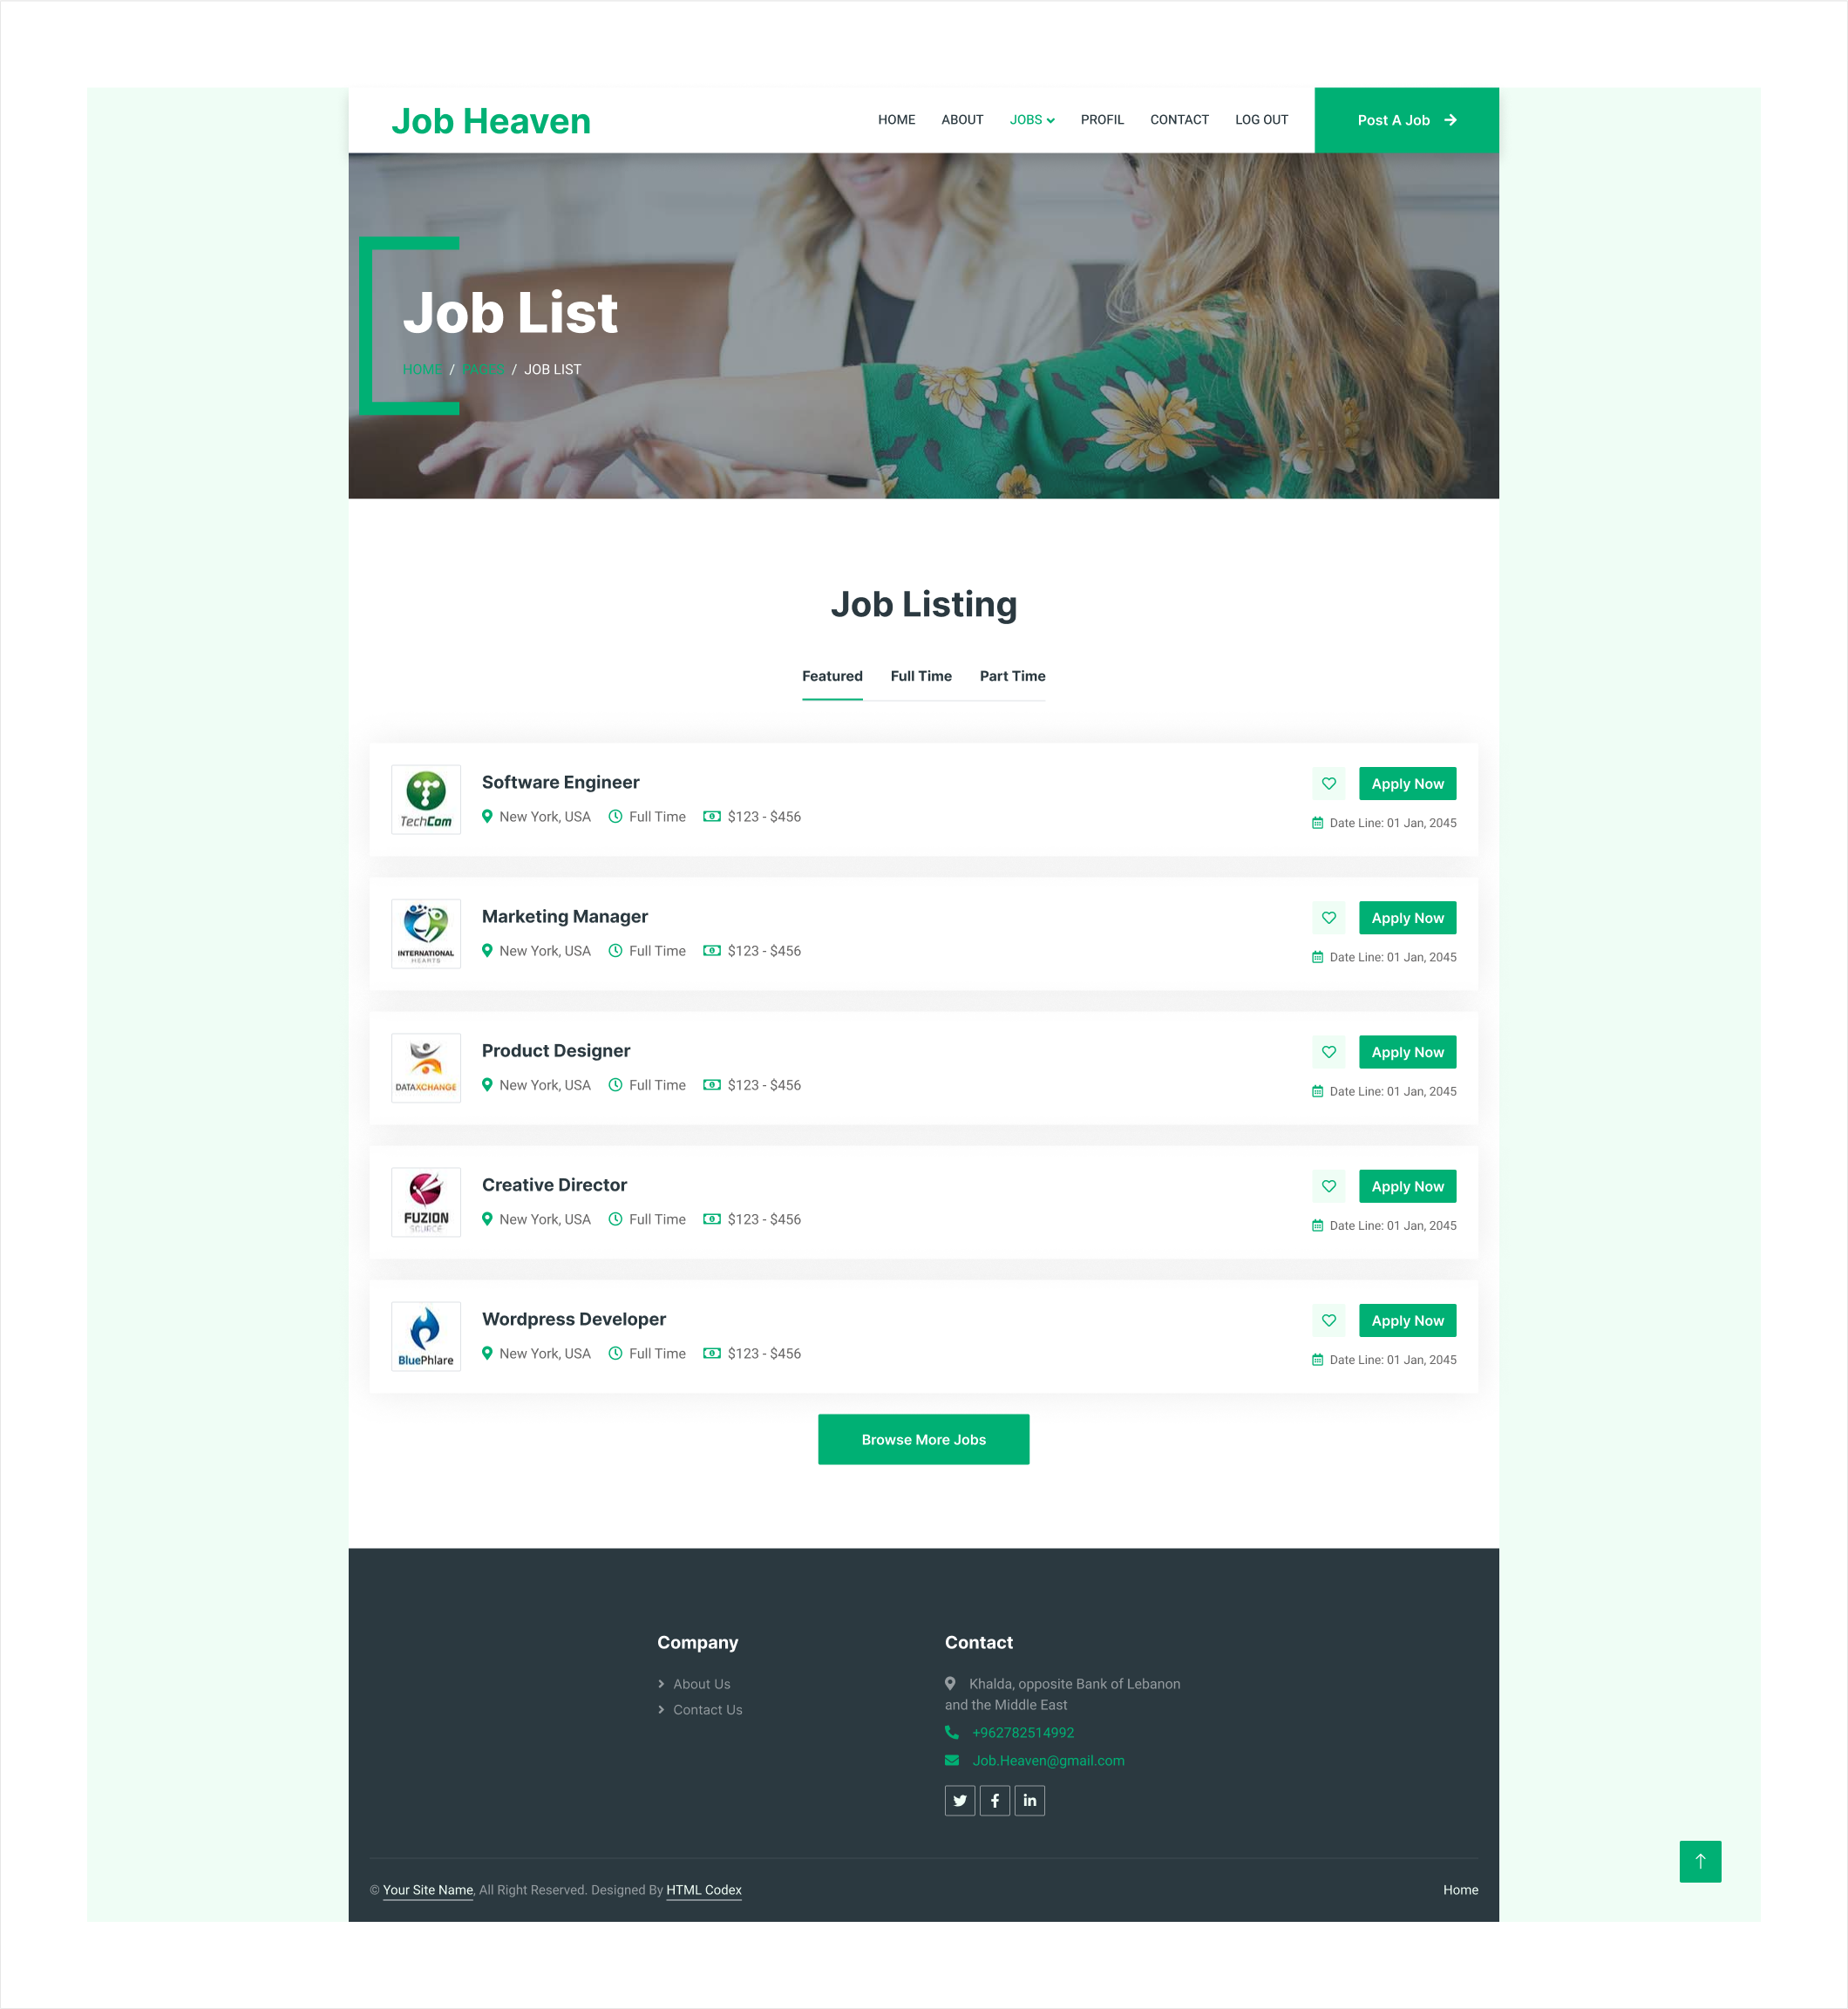 Job Heaven
HOME ABOUT JOBS PROFIL CONTACT LOG OUT Post A Job
Job List
HOME / PAGES / JOB LIST
Job Listing
Featured Full Time Part Time
TechCom
Software Engineer
New York, USA Full Time $123 - $456
Apply Now
Date Line: 01 Jan, 2045
INTERNATIONAL
HEARTS
Marketing Manager
New York, USA Full Time $123 - $456
Apply Now
Date Line: 01 Jan, 2045
DATAXCHANGE
Product Designer
New York, USA Full Time $123 - $456
Apply Now
Date Line: 01 Jan, 2045
FUZION
SOURCE
Creative Director
New York, USA Full Time $123 - $456
Apply Now
Date Line: 01 Jan, 2045
BluePhlare
Wordpress Developer
New York, USA Full Time $123 - $456
Apply Now
Date Line: 01 Jan, 2045
Browse More Jobs
Company
About Us
Contact Us
Contact
Khalda, opposite Bank of Lebanon
and the Middle East
+962782514992
Job.Heaven@gmail.com
© Your Site Name, All Right Reserved. Designed By HTML Codex
Home